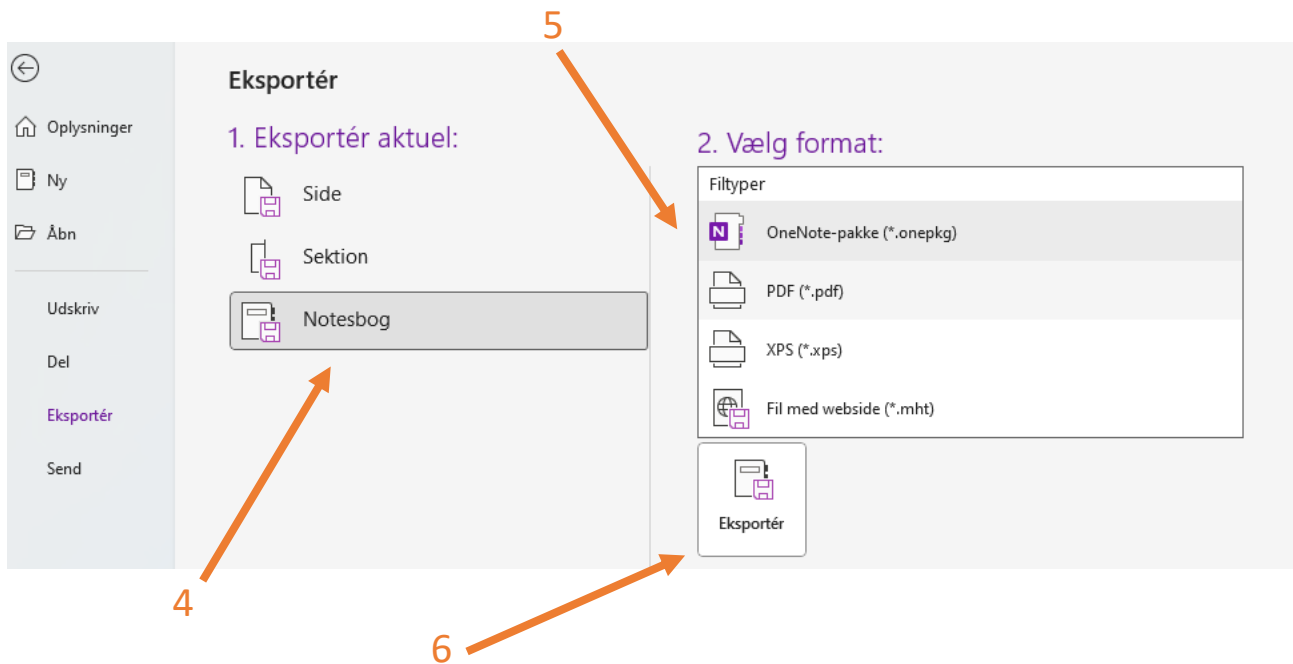 5
Oplysninger
Ny
Åbn
Udskriv
Del
Eksportér
Send
Eksportér
1. Eksportér aktuel:
Side
Sektion
Notesbog
2. Vælg format:
Filtyper
N
OneNote-pakke (*.onepkg)
PDF (*.pdf)
XPS (*.xps)
Fil med webside (*.mht)
Eksportér
4
6